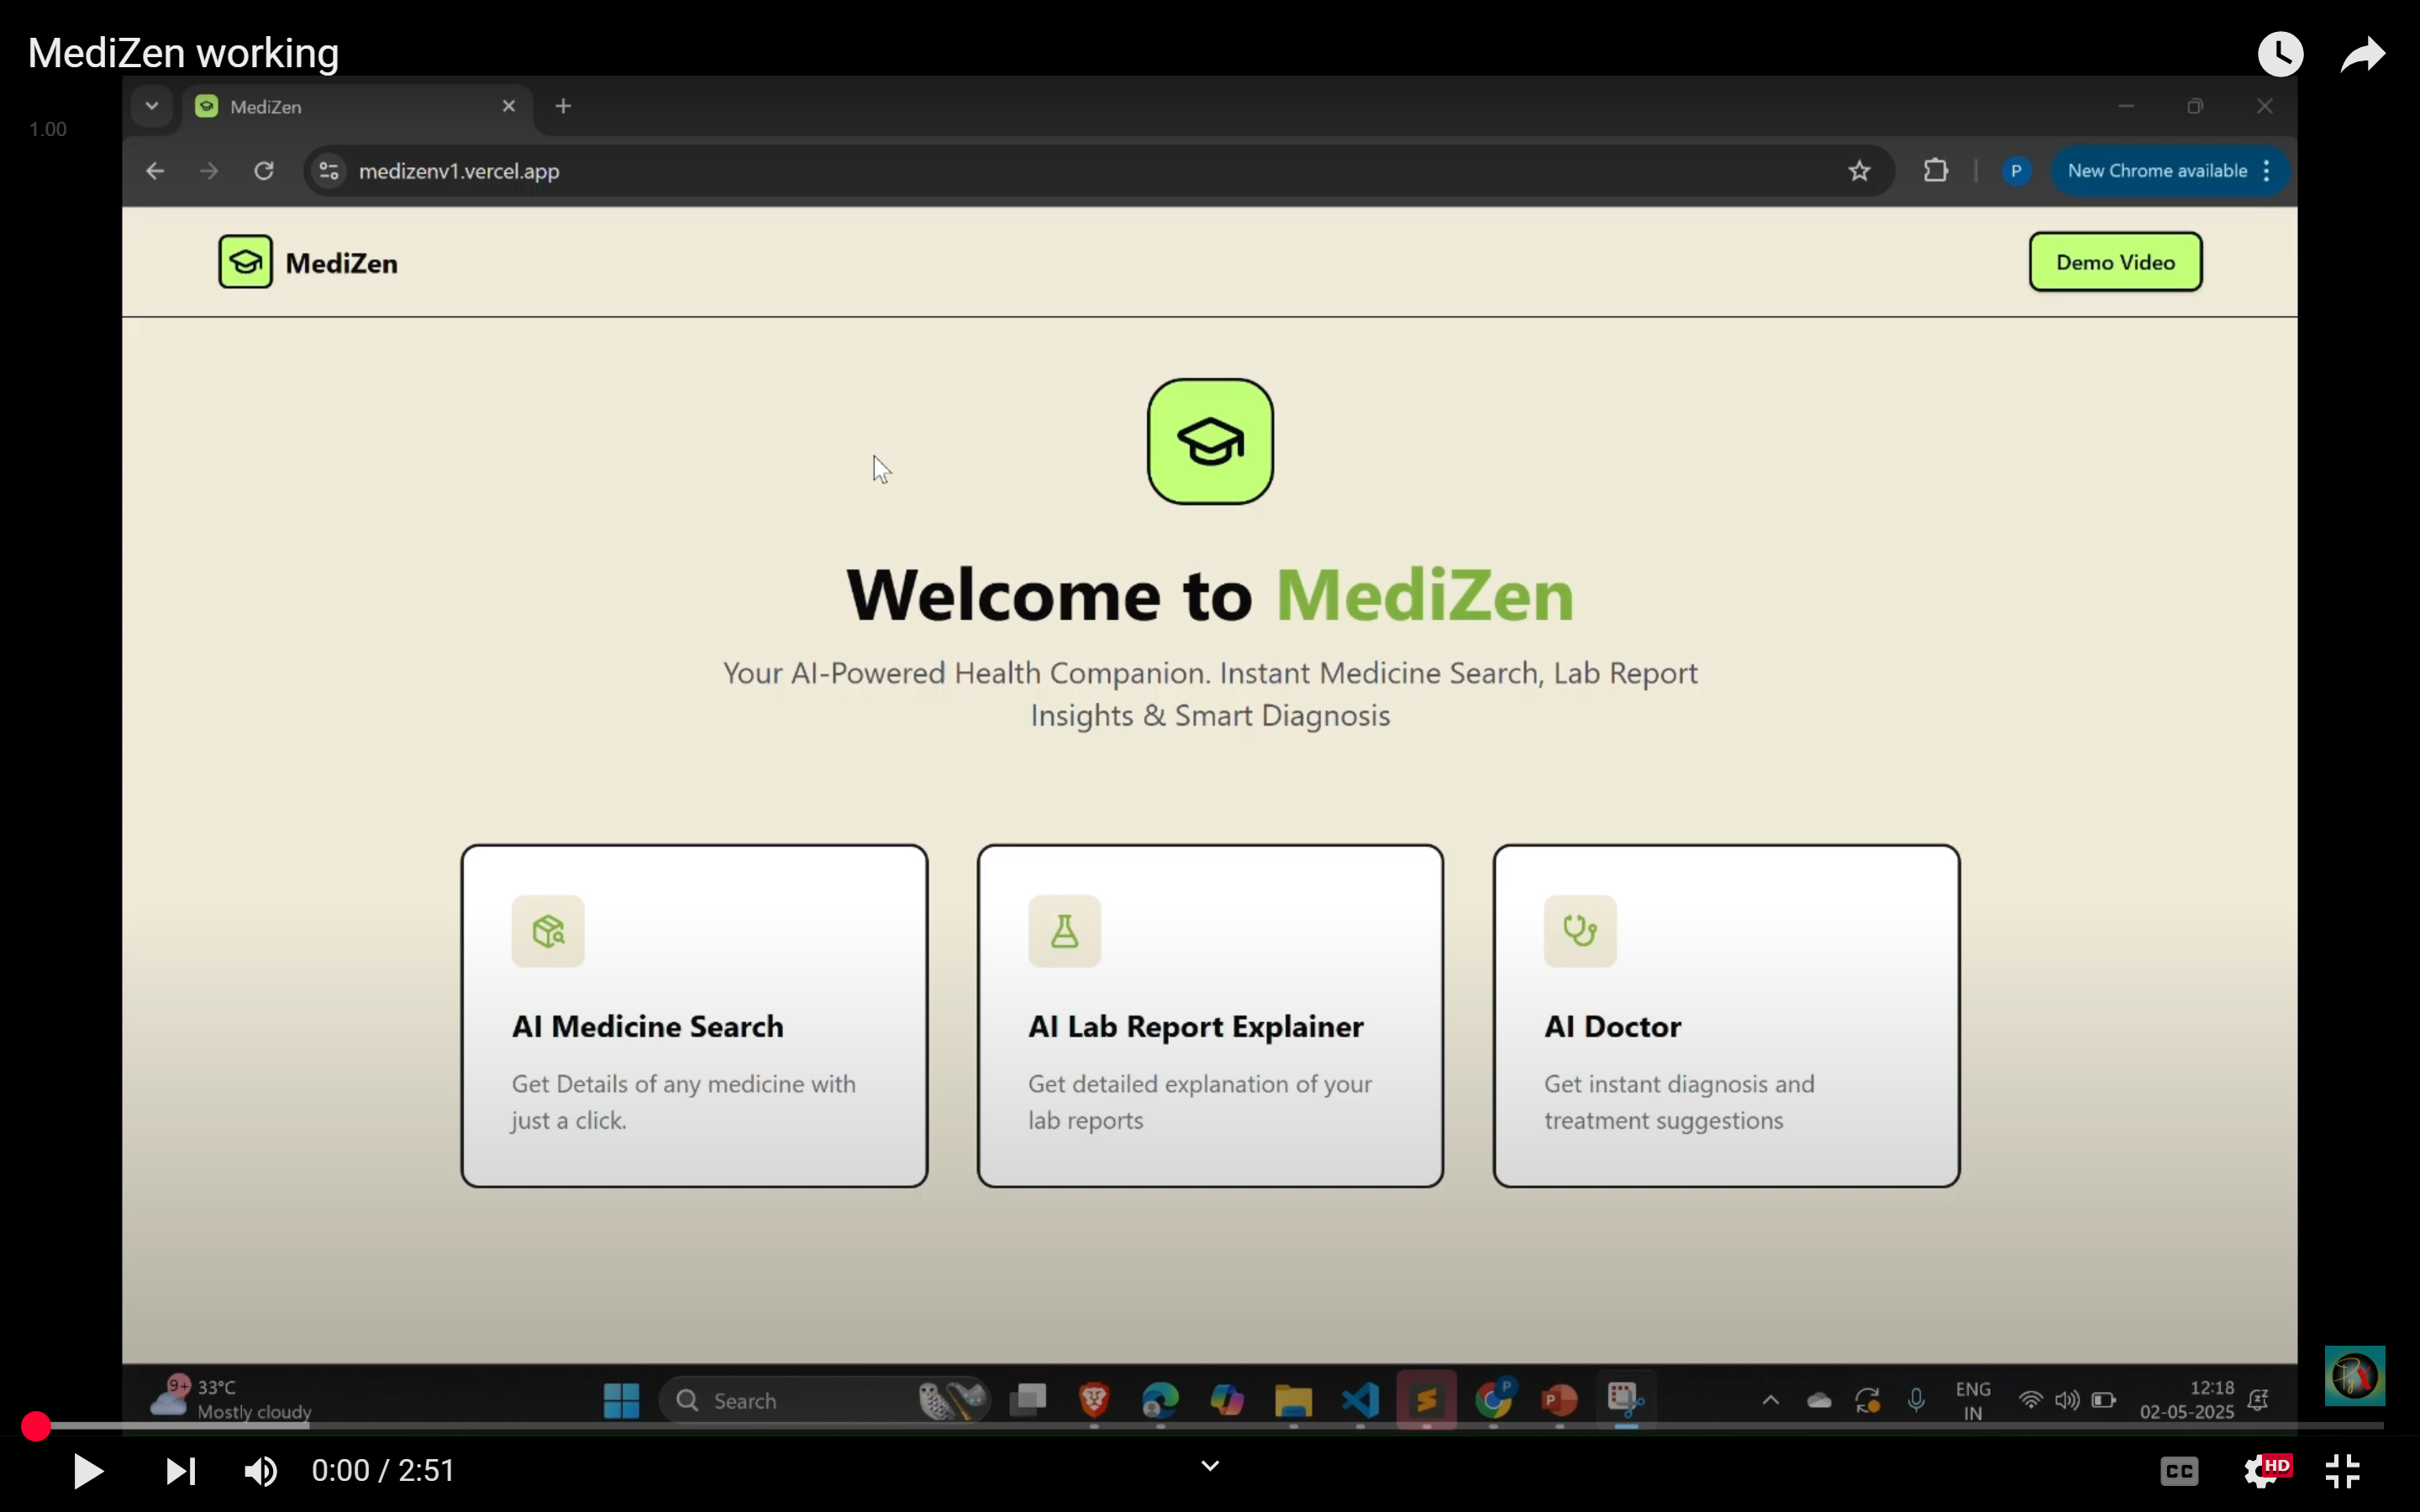 MediZen working
1.00
MediZen
medizenv1.vercel.app
P
New Chrome available
MediZen
Demo Video
Welcome to MediZen
Your AI-Powered Health Companion. Instant Medicine Search, Lab Report
Insights & Smart Diagnosis
AI Medicine Search
Get Details of any medicine with
just a click.
AI Lab Report Explainer
Get detailed explanation of your
lab reports
AI Doctor
Get instant diagnosis and
treatment suggestions
9+
33°C
Mostly cloudy
Search
P
P
ENG
IN
12:18
02-05-2025
0:00 / 2:51
CC
HD